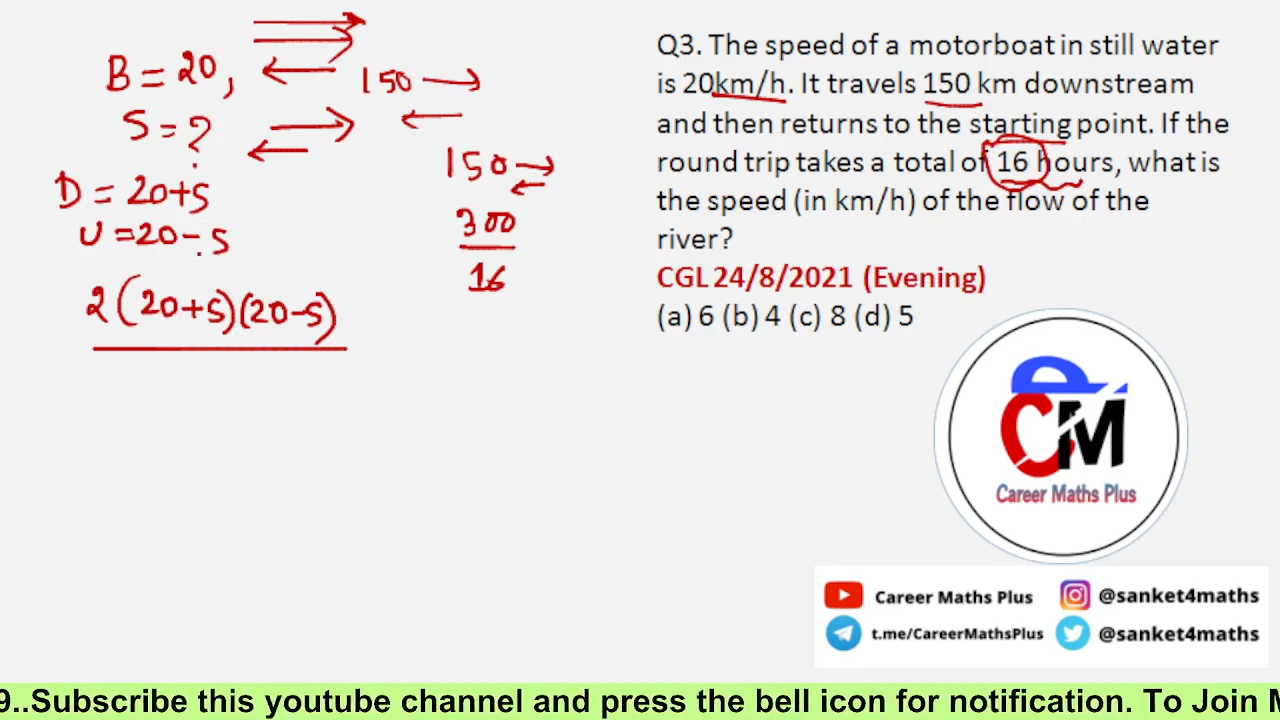 B = 20,
S = ?
D = 20+S
U = 20-S
2(20+S)(20-S)
150
150
300
16
Q3. The speed of a motorboat in still water
is 20km/h. It travels 150 km downstream
and then returns to the starting point. If the
round trip takes a total of 16 hours, what is
the speed (in km/h) of the flow of the
river?
CGL 24/8/2021 (Evening)
(a) 6 (b) 4 (c) 8 (d) 5
CM
Career Maths Plus
Career Maths Plus
@sanket4maths
t.me/CareerMathsPlus
@sanket4maths
9..Subscribe this youtube channel and press the bell icon for notification. To Join M